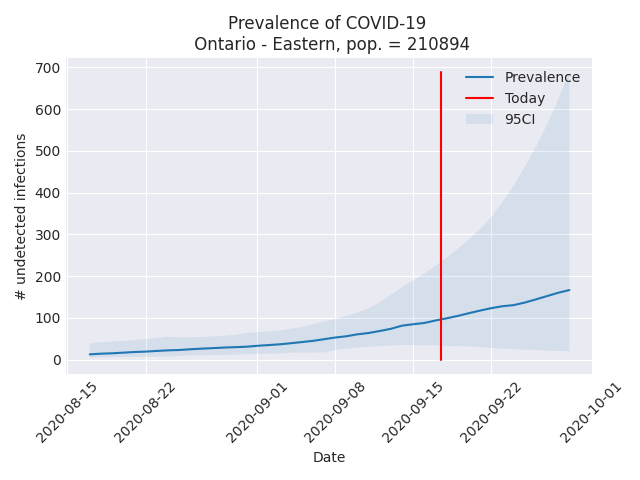 Prevalence of COVID-19
Ontario - Eastern, pop. = 210894
700
600
500
400
300
200
100
0
# undetected infections
Prevalence
Today
95CI
2020-08-15
2020-08-22
2020-09-01
2020-09-08
2020-09-15
2020-09-22
2020-10-01
Date